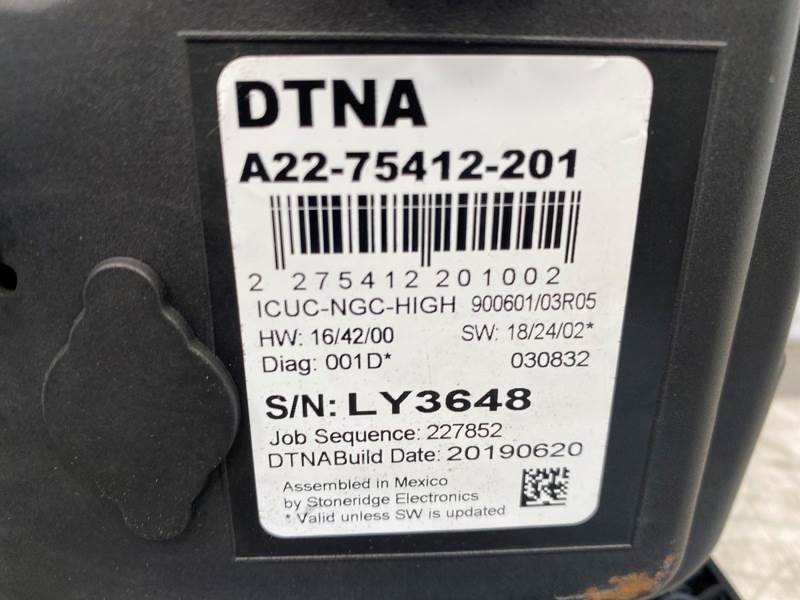 DTNA
A22-75412-201
2 275412 201002
ICUC-NGC-HIGH 900601/03R05
HW: 16/42/00 SW: 18/24/02*
Diag: 001D* 030832
S/N: LY3648
Job Sequence: 227852
DTNABuild Date: 20190620
Assembled in Mexico
by Stoneridge Electronics
* Valid unless SW is updated